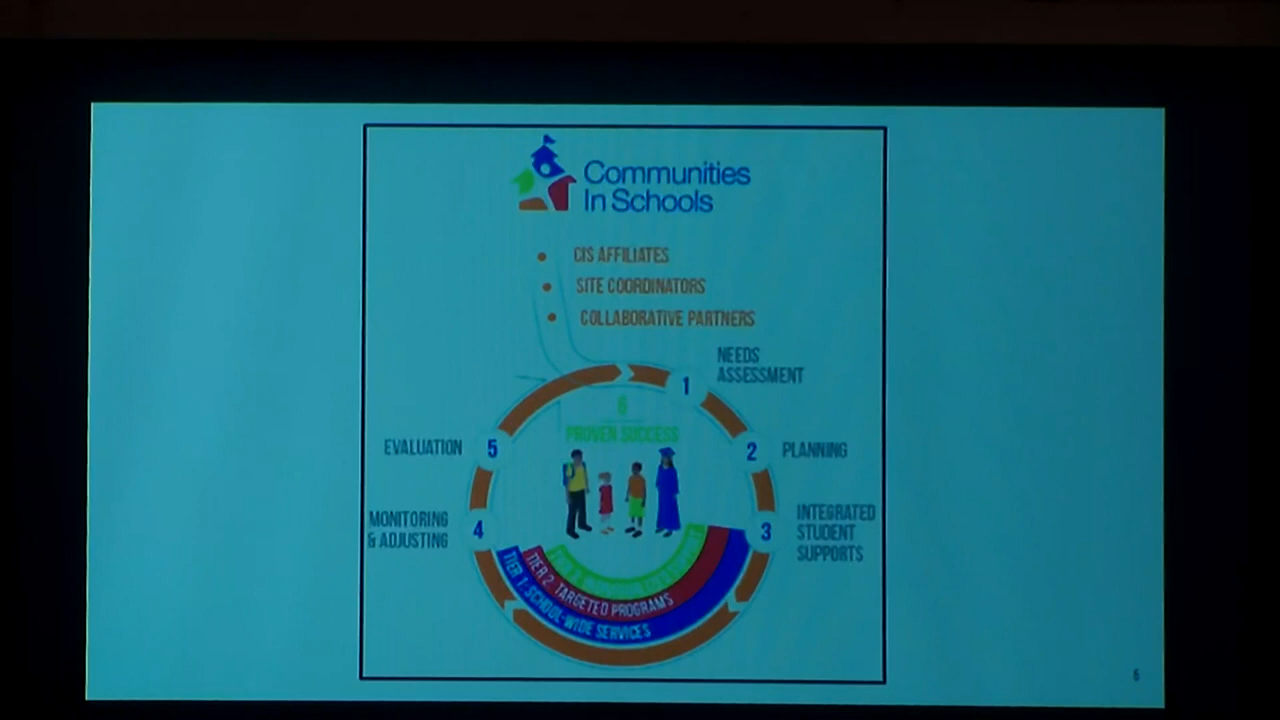 Communities
In Schools
CIS AFFILIATES
SITE COORDINATORS
COLLABORATIVE PARTNERS
NEEDS
ASSESSMENT
1
2
PLANNING
INTEGRATED
STUDENT
SUPPORTS
3
MONITORING
& ADJUSTING
4
EVALUATION
5
6
PROVEN SUCCESS
TIER 2: TARGETED PROGRAMS
TIER 1: SCHOOL-WIDE SERVICES
6